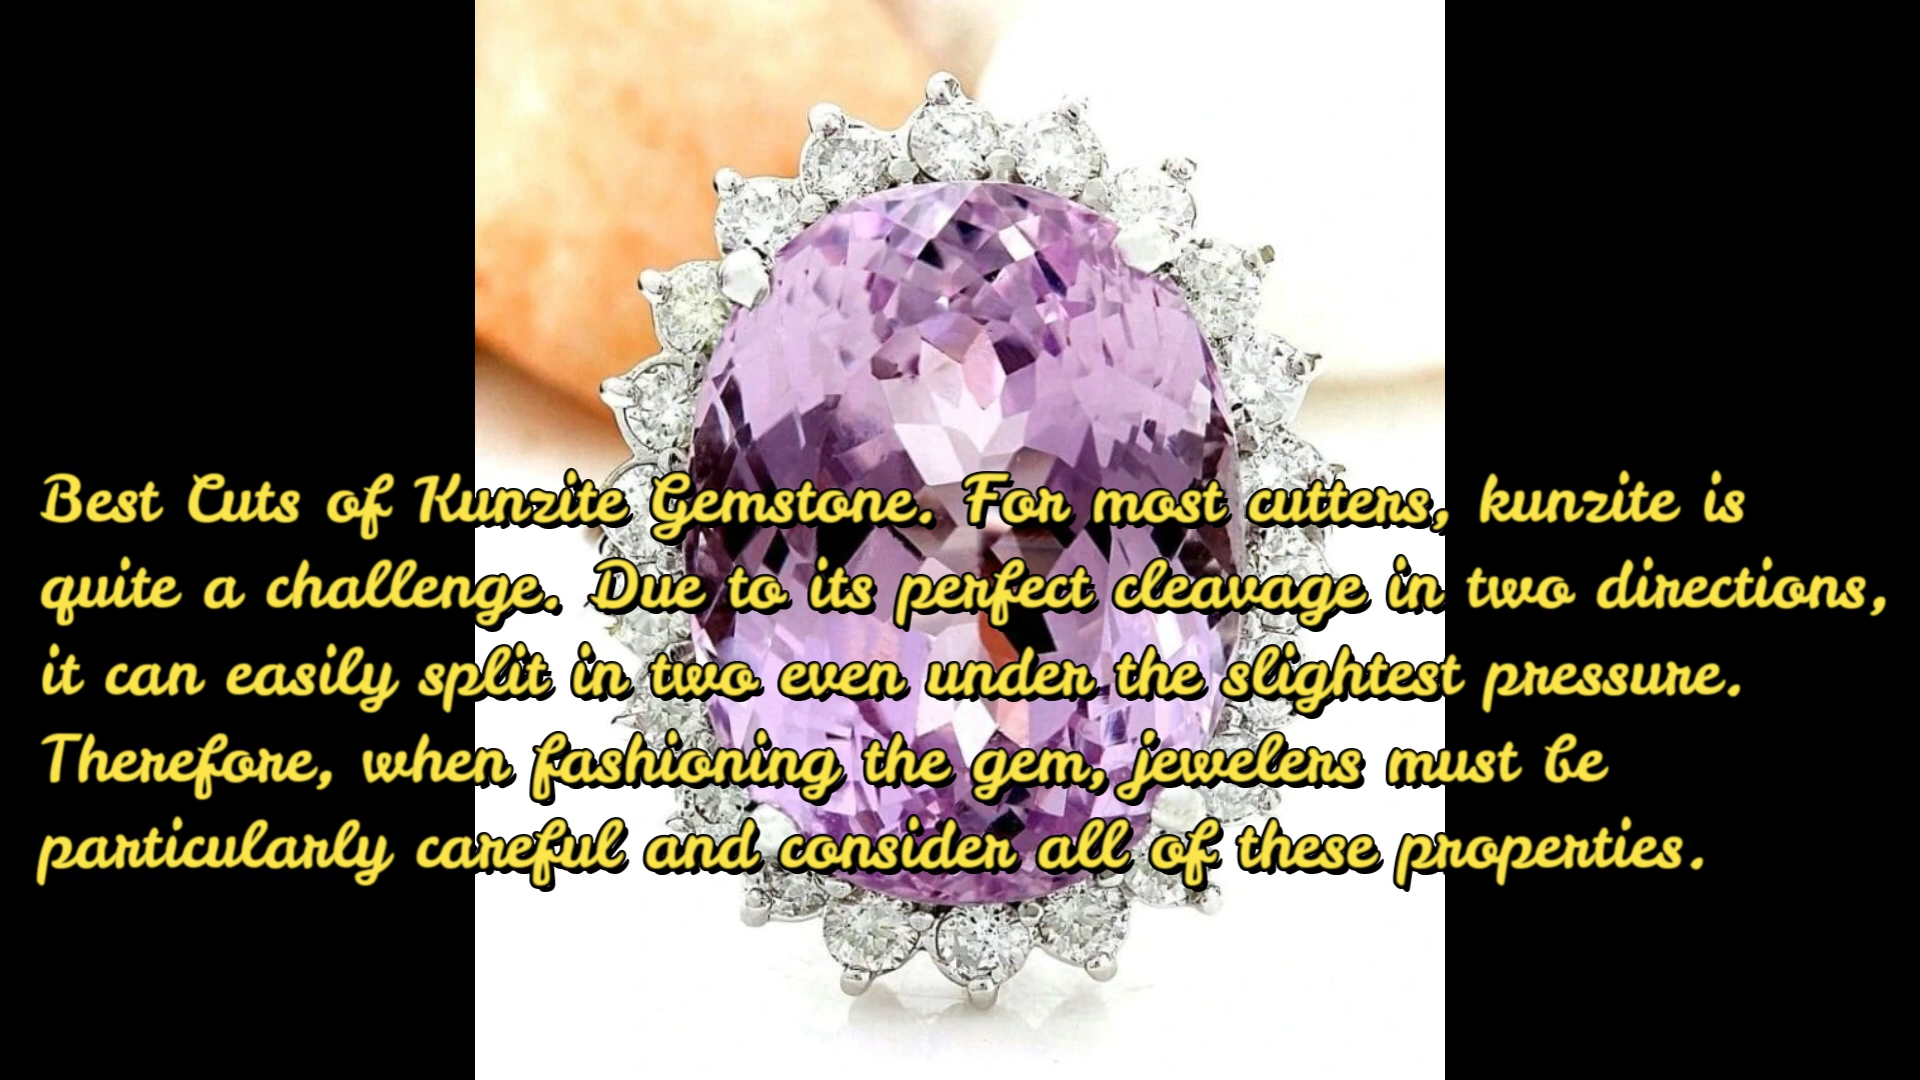 Best Cuts of Kunzite Gemstone. For most cutters, kunzite is
quite a challenge. Due to its perfect cleavage in two directions,
it can easily split in two even under the slightest pressure.
Therefore, when fashioning the gem, jewelers must be
particularly careful and consider all of these properties.